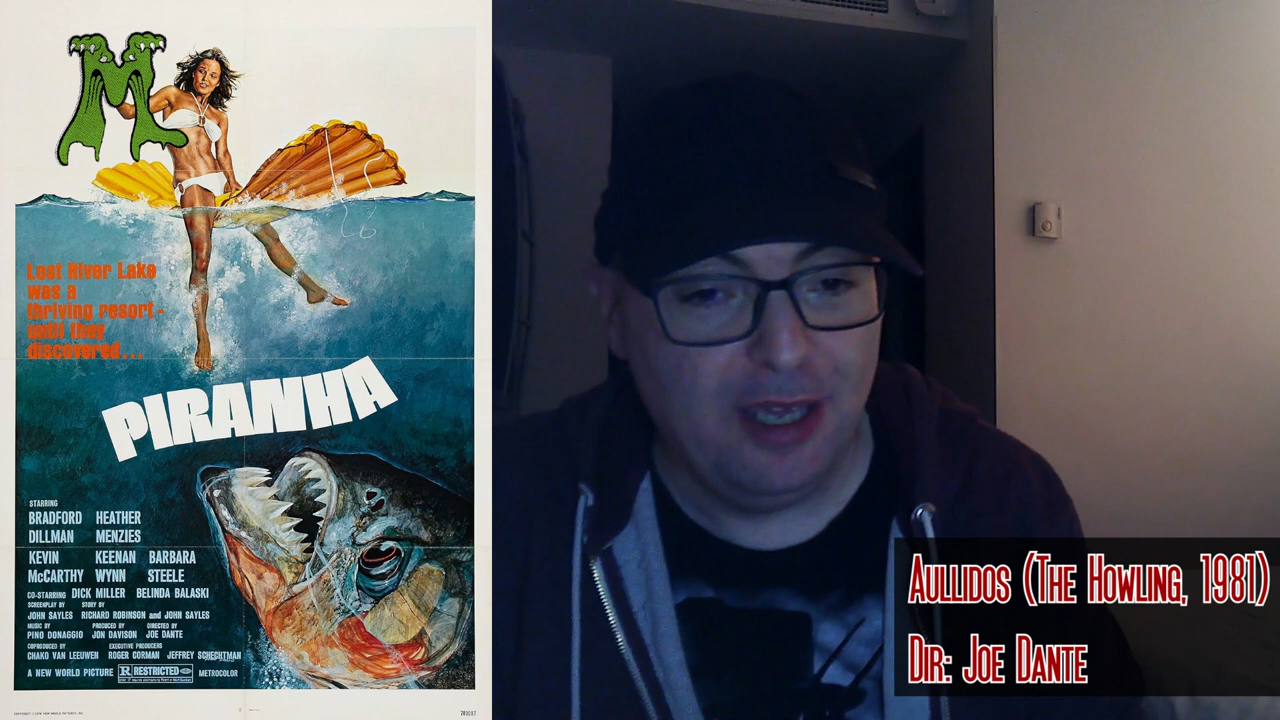 M
Lost River Lake
was a
thriving resort-
until they
discovered...
PIRANHA
STARRING
BRADFORD DILLMAN
HEATHER MENZIES
KEVIN McCARTHY
KEENAN WYNN
BARBARA STEELE
CO-STARRING DICK MILLER BELINDA BALASKI
SCREENPLAY BY JOHN SAYLES
STORY BY RICHARD ROBINSON and JOHN SAYLES
MUSIC BY PINO DONAGGIO
PRODUCED BY JON DAVISON
DIRECTED BY JOE DANTE
COPRODUCED BY CHAKO VAN LEEUWEN
EXECUTIVE PRODUCERS ROGER CORMAN JEFFREY SCHECHTMAN
A NEW WORLD PICTURE
R RESTRICTED
METROCOLOR
AULLIDOS (THE HOWLING, 1981)
DIR: JOE DANTE